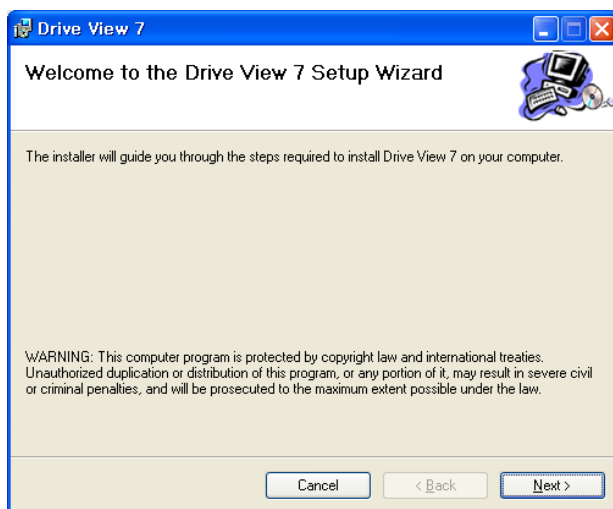 Drive View 7
Welcome to the Drive View 7 Setup Wizard
The installer will guide you through the steps required to install Drive View 7 on your computer.
WARNING: This computer program is protected by copyright law and international treaties.
Unauthorized duplication or distribution of this program, or any portion of it, may result in severe civil
or criminal penalties, and will be prosecuted to the maximum extent possible under the law.
Cancel
< Back
Next >